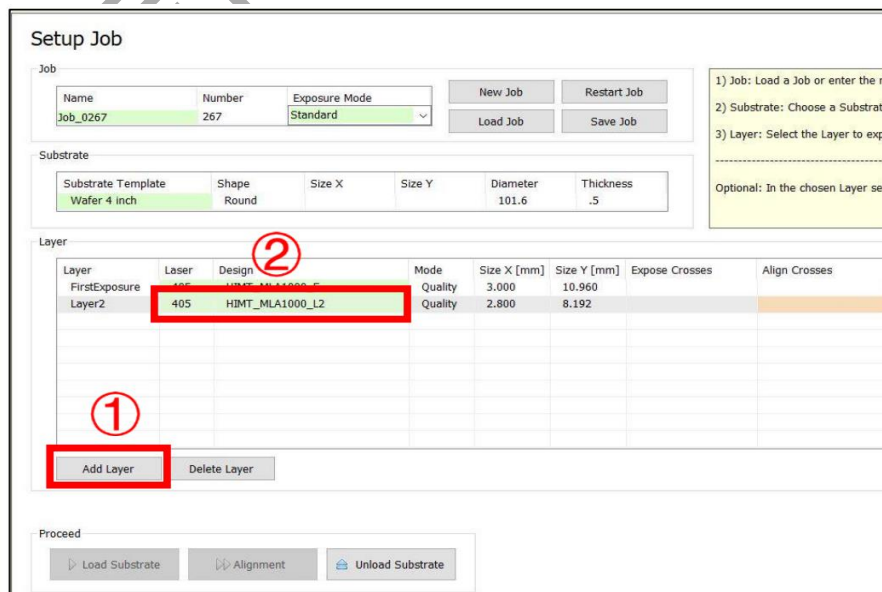 Setup Job
Job
Name Number Exposure Mode
Job_0267 267 Standard
New Job Restart Job
Load Job Save Job
1) Job: Load a Job or enter the
2) Substrate: Choose a
3) Layer: Select the Layer to
Optional: In the chosen Layer
Substrate
Substrate Template Shape Size X Size Y Diameter Thickness
Wafer 4 inch Round 101.6 .5
Layer
②
Layer Laser Design Mode Size X [mm] Size Y [mm] Expose Crosses Align Crosses
FirstExposure 405 Quality 3.000 10.960
Layer2 405 HIMT_MLA1000_L2 Quality 2.800 8.192
①
Add Layer Delete Layer
Proceed
Load Substrate Alignment Unload Substrate